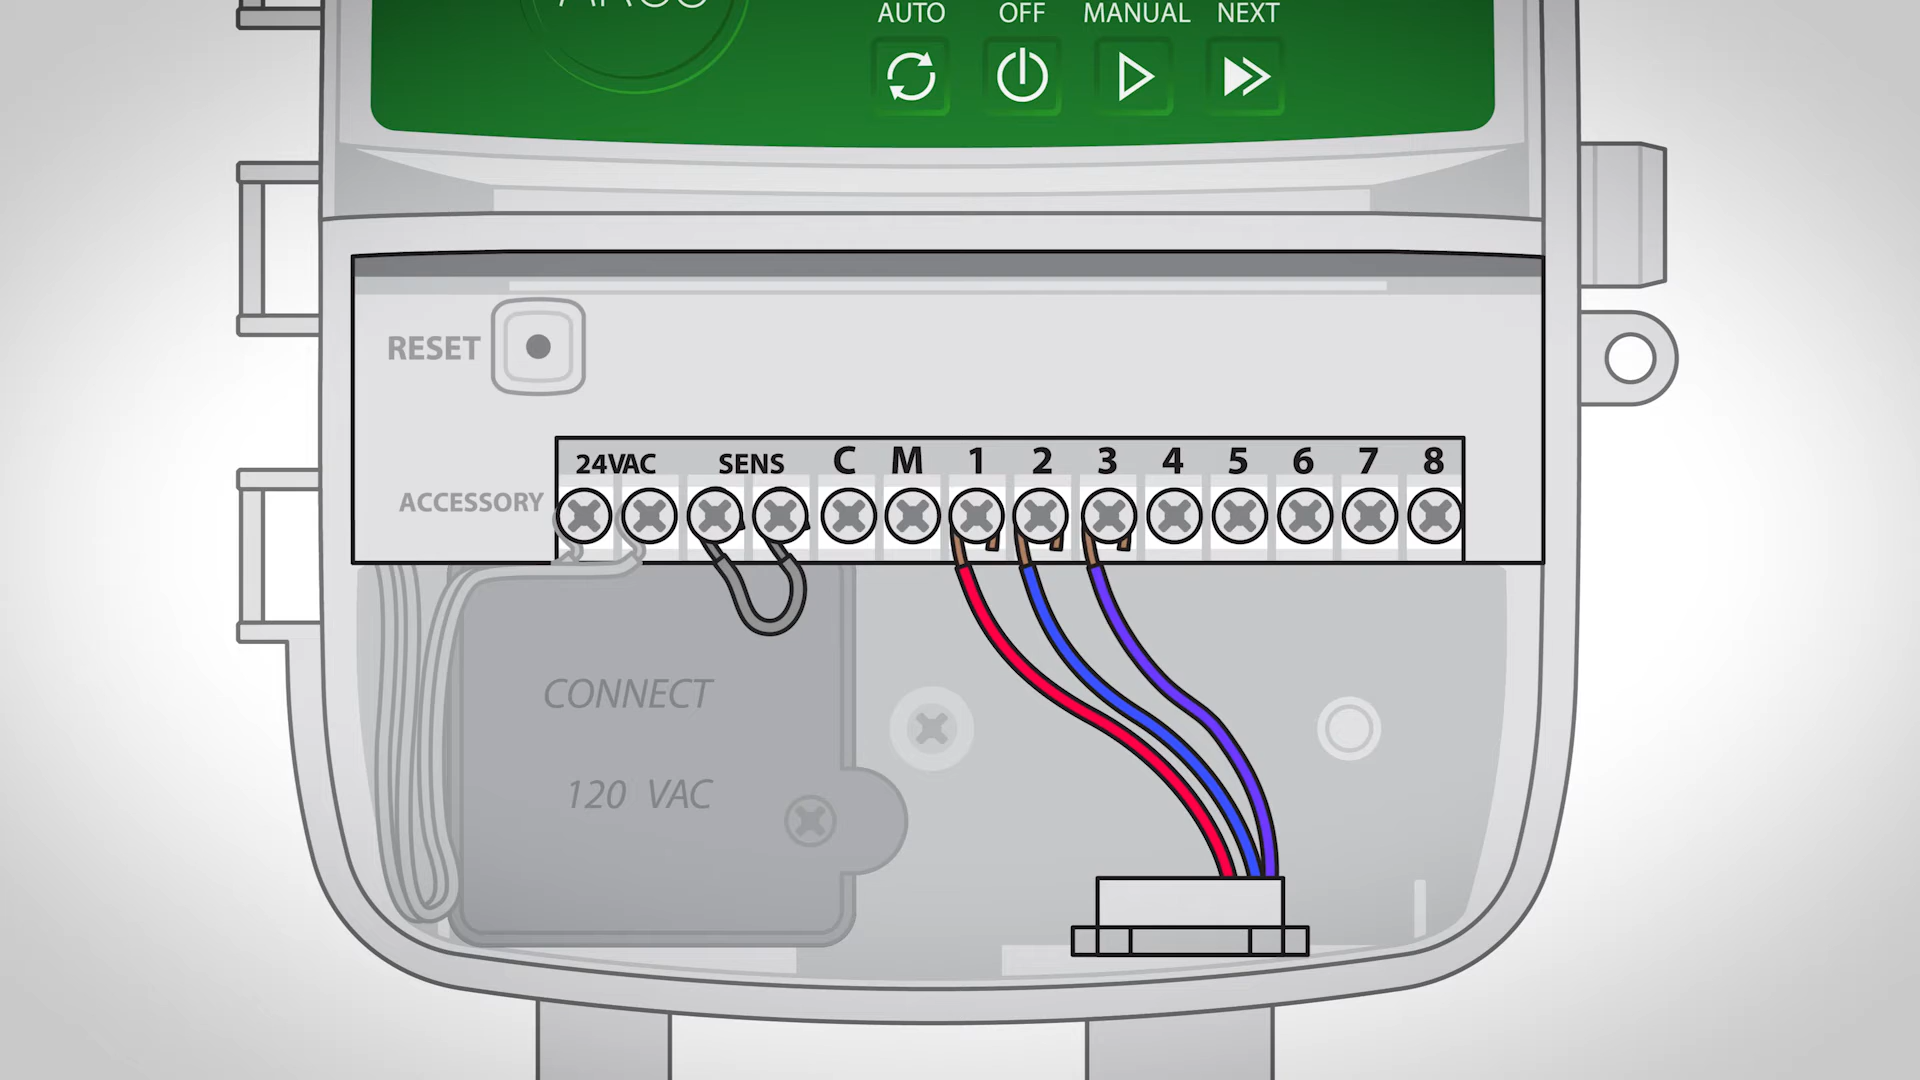 AUTO OFF MANUAL NEXT
RESET
24VAC SENS C M 1 2 3 4 5 6 7 8
ACCESSORY
CONNECT
120 VAC